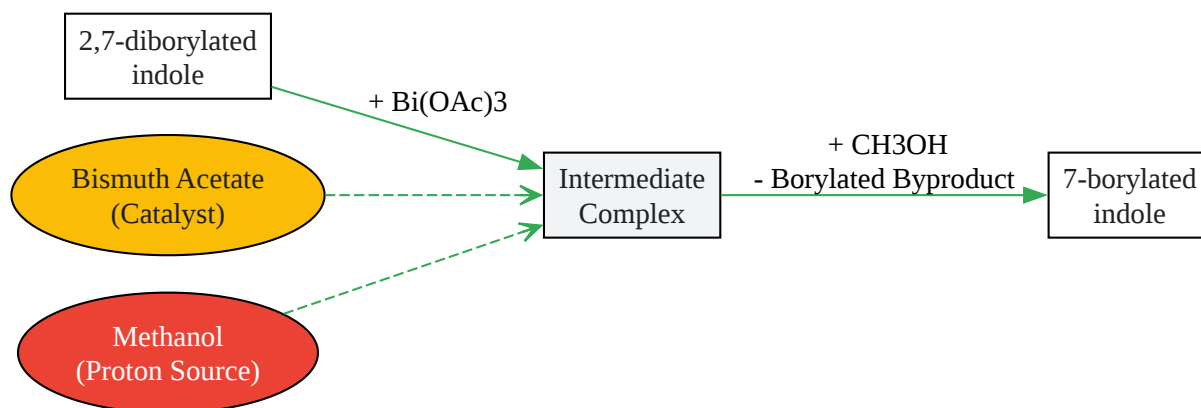 2,7-diborylated
indole
+ Bi(OAc)3
Bismuth Acetate
(Catalyst)
Methanol
(Proton Source)
Intermediate
Complex
+ CH3OH
- Borylated Byproduct
7-borylated
indole